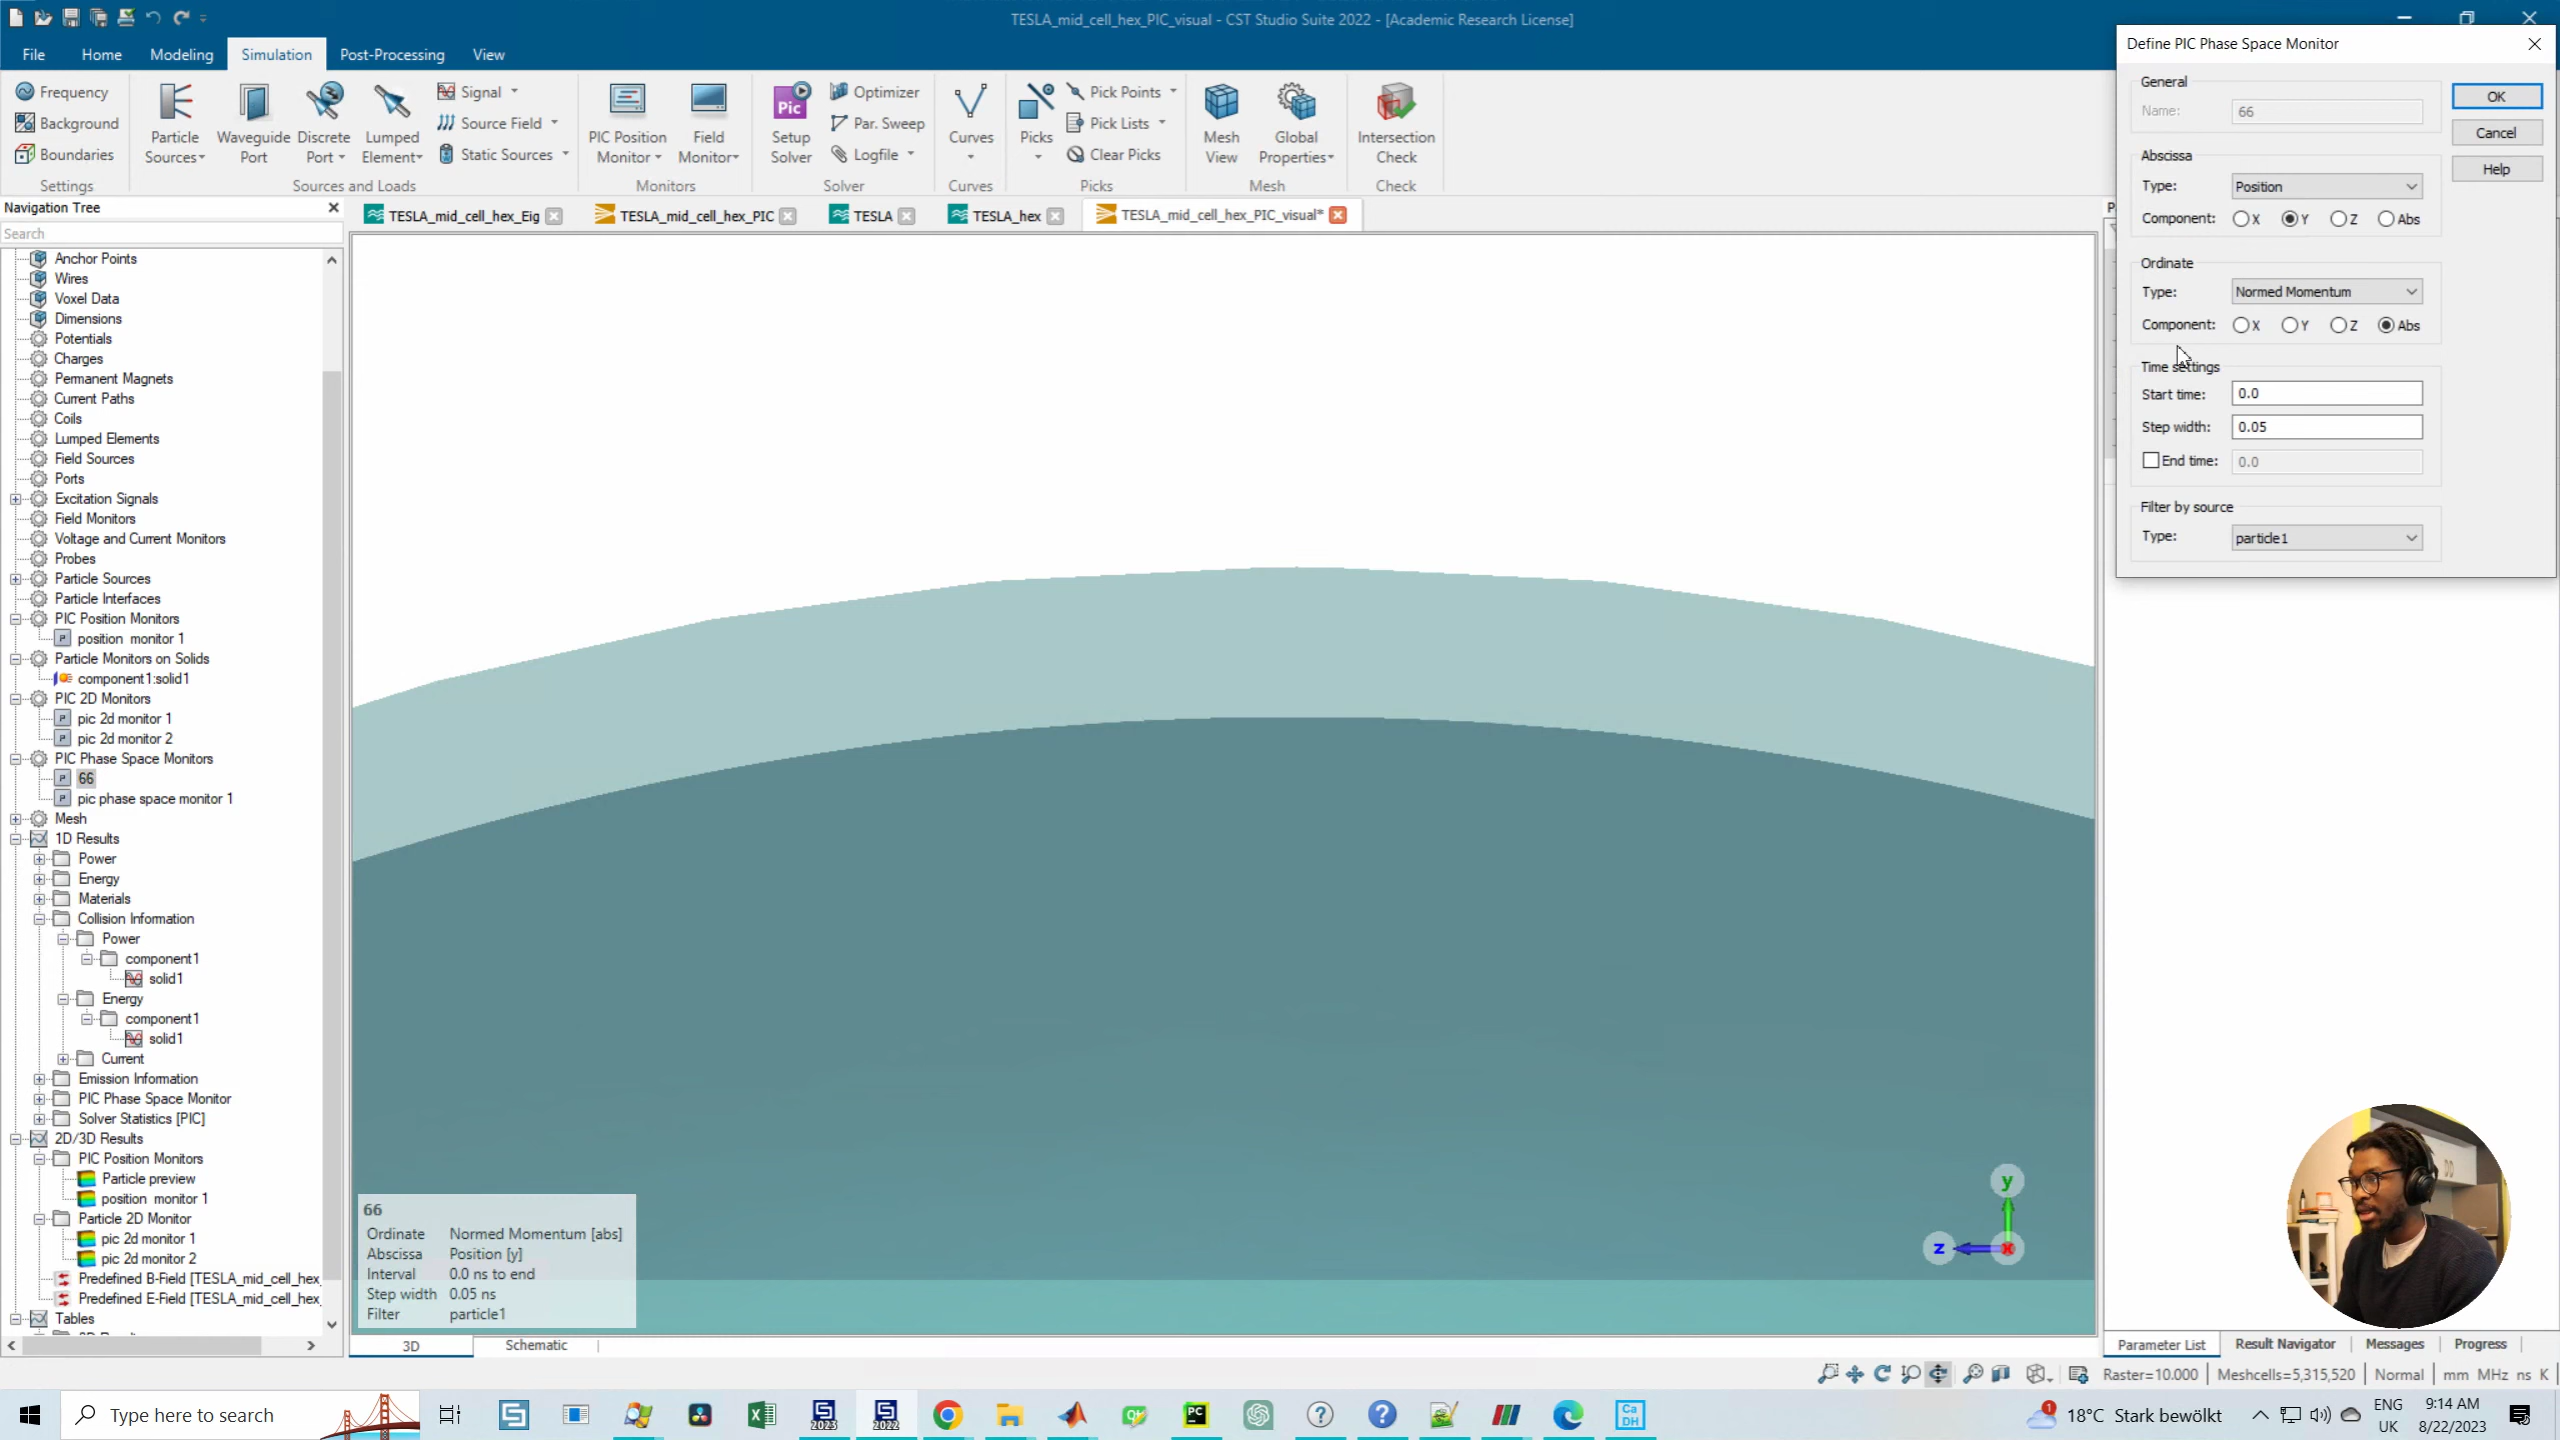 TESLA_mid_cell_hex_PIC_visual - CST Studio Suite 2022 - [Academic Research License]
File Home Modeling Simulation Post-Processing View
Frequency
Background
Boundaries
Settings
Particle Sources
Waveguide Port
Discrete Port
Lumped Element
Signal
Source Field
Static Sources
Sources and Loads
PIC Position Monitor
Field Monitor
Monitors
Pic
Setup Solver
Optimizer
Par. Sweep
Logfile
Solver
Curves
Curves
Picks
Pick Points
Pick Lists
Clear Picks
Picks
Mesh View
Global Properties
Mesh
Intersection Check
Check
Navigation Tree
Search
TESLA_mid_cell_hex_Eig
TESLA_mid_cell_hex_PIC
TESLA
TESLA_hex
TESLA_mid_cell_hex_PIC_visual*
Anchor Points
Wires
Voxel Data
Dimensions
Potentials
Charges
Permanent Magnets
Current Paths
Coils
Lumped Elements
Field Sources
Ports
Excitation Signals
Field Monitors
Voltage and Current Monitors
Probes
Particle Sources
Particle Interfaces
PIC Position Monitors
position monitor 1
Particle Monitors on Solids
component1:solid1
PIC 2D Monitors
pic 2d monitor 1
pic 2d monitor 2
PIC Phase Space Monitors
66
pic phase space monitor 1
Mesh
1D Results
Power
Energy
Materials
Collision Information
Power
component1
solid1
Energy
component1
solid1
Current
Emission Information
PIC Phase Space Monitor
Solver Statistics [PIC]
2D/3D Results
PIC Position Monitors
Particle preview
position monitor 1
Particle 2D Monitor
pic 2d monitor 1
pic 2d monitor 2
Predefined B-Field [TESLA_mid_cell_hex_
Predefined E-Field [TESLA_mid_cell_hex_
Tables
66
Ordinate Normed Momentum [abs]
Abscissa Position [y]
Interval 0.0 ns to end
Step width 0.05 ns
Filter particle1
y
z x
3D Schematic
Define PIC Phase Space Monitor
General
Name: 66
OK
Cancel
Help
Abscissa
Type: Position
Component: X Y Z Abs
Ordinate
Type: Normed Momentum
Component: X Y Z Abs
Time settings
Start time: 0.0
Step width: 0.05
End time: 0.0
Filter by source
Type: particle1
Parameter List Result Navigator Messages Progress
Raster=10.000 Meshcells=5,315,520 Normal mm MHz ns K
Type here to search
2023
2022
PC
Ca DH
1
18°C Stark bewölkt
ENG
UK
9:14 AM
8/22/2023